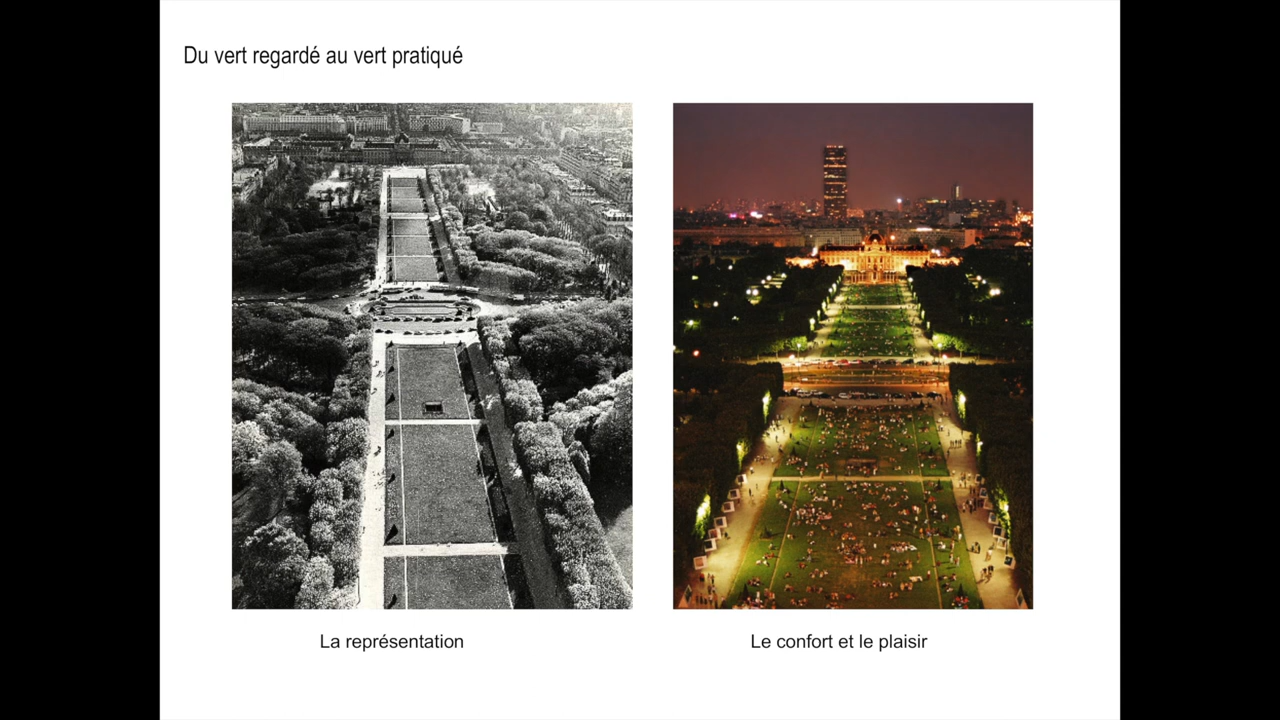 Du vert regardé au vert pratiqué
La représentation
Le confort et le plaisir